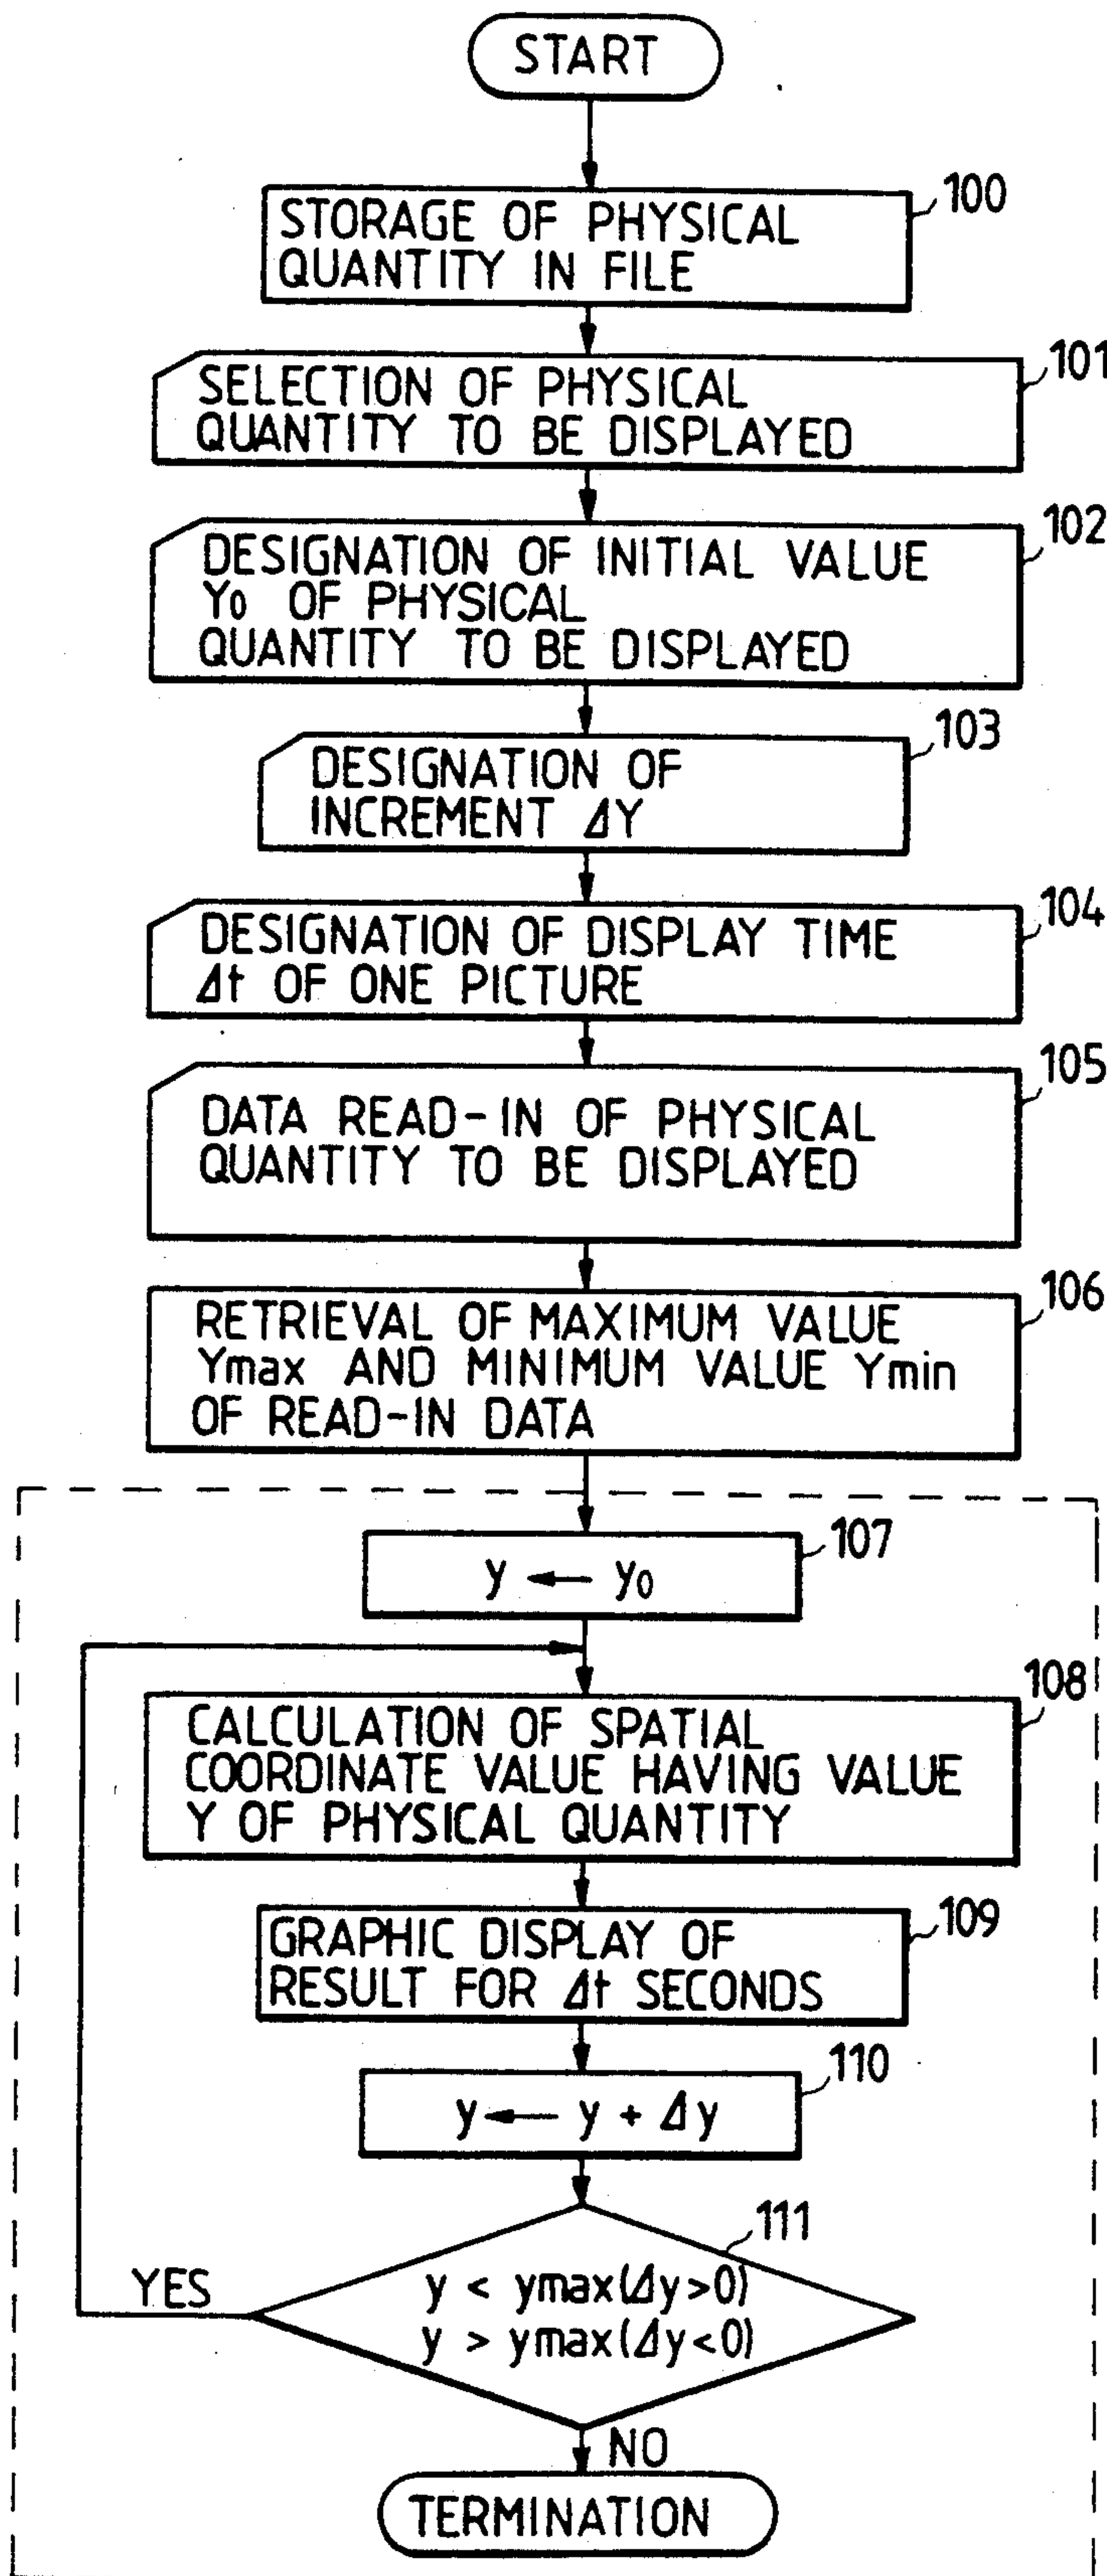 START
100
STORAGE OF PHYSICAL
QUANTITY IN FILE
101
SELECTION OF PHYSICAL
QUANTITY TO BE DISPLAYED
102
DESIGNATION OF INITIAL VALUE
Y0 OF PHYSICAL
QUANTITY TO BE DISPLAYED
103
DESIGNATION OF
INCREMENT ΔY
104
DESIGNATION OF DISPLAY TIME
Δt OF ONE PICTURE
105
DATA READ-IN OF PHYSICAL
QUANTITY TO BE DISPLAYED
106
RETRIEVAL OF MAXIMUM VALUE
Ymax AND MINIMUM VALUE Ymin
OF READ-IN DATA
107
y ← y0
108
CALCULATION OF SPATIAL
COORDINATE VALUE HAVING VALUE
Y OF PHYSICAL QUANTITY
109
GRAPHIC DISPLAY OF
RESULT FOR Δt SECONDS
110
y ← y + Δy
111
y < ymax(Δy>0)
y > ymax(Δy<0)
YES
NO
TERMINATION